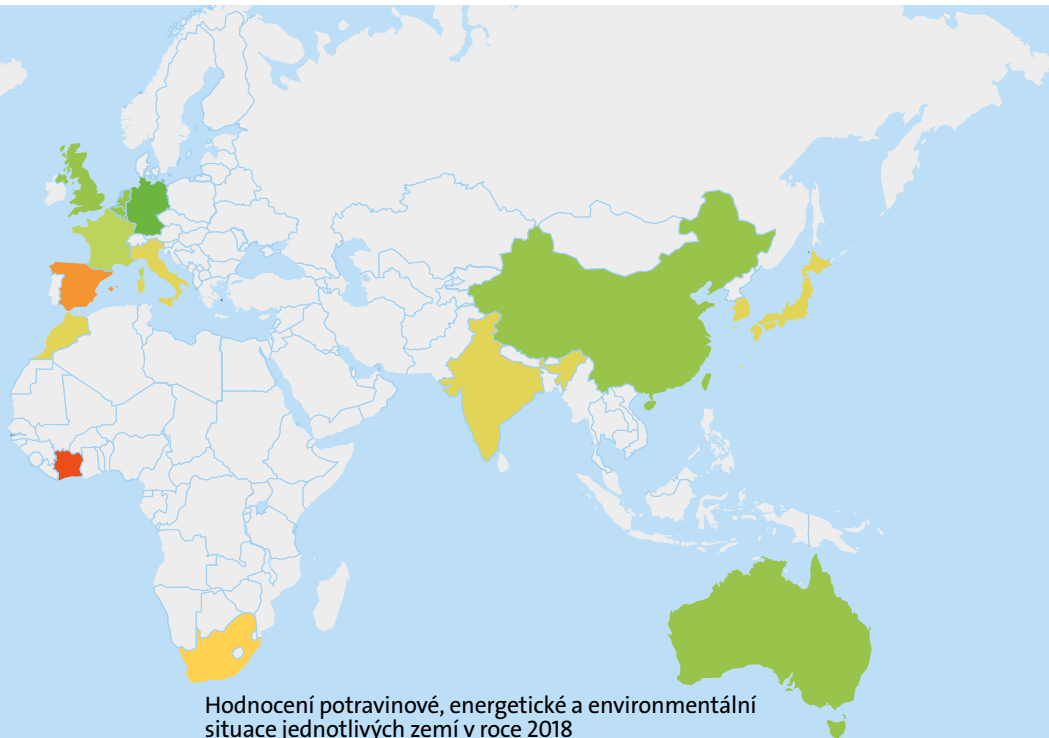 Hodnocení potravinové, energetické a environmentální
situace jednotlivých zemí v roce 2018